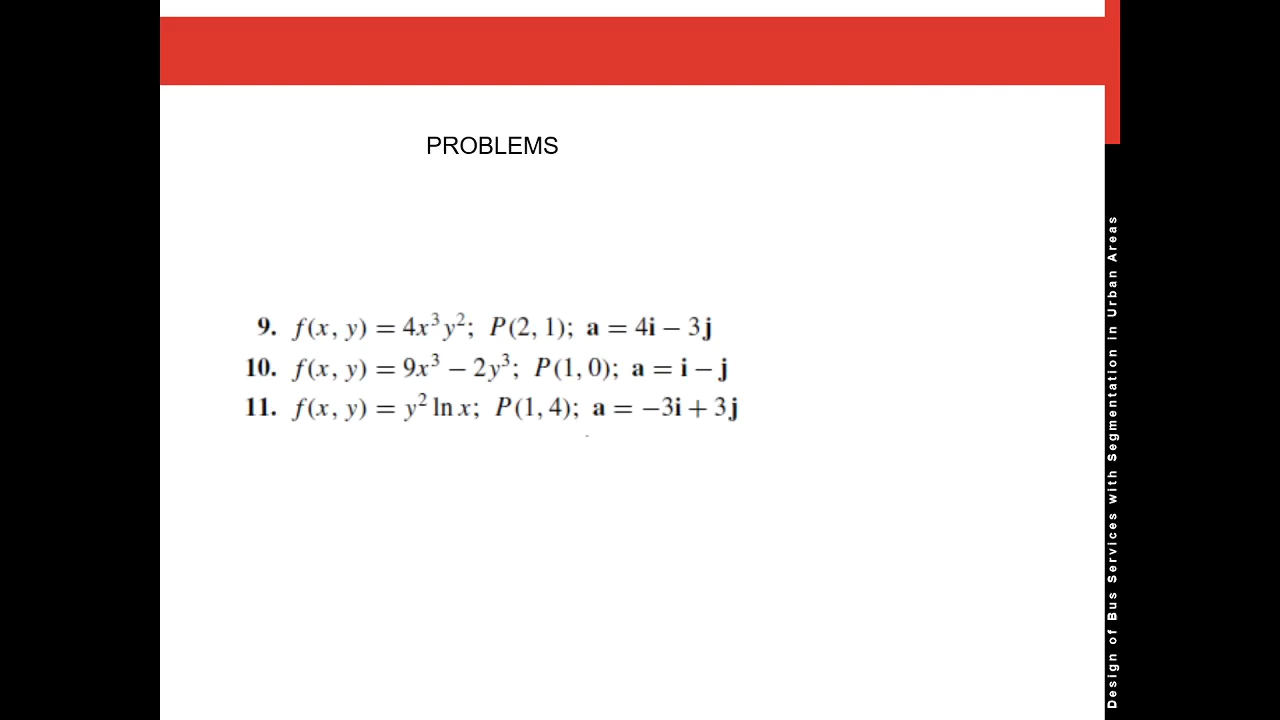 PROBLEMS
9. f(x, y) = 4x³y²; P(2, 1); a = 4i − 3j
10. f(x, y) = 9x³ − 2y³; P(1, 0); a = i − j
11. f(x, y) = y² ln x; P(1, 4); a = −3i + 3j
Design of Bus Services with Segmentation in Urban Areas